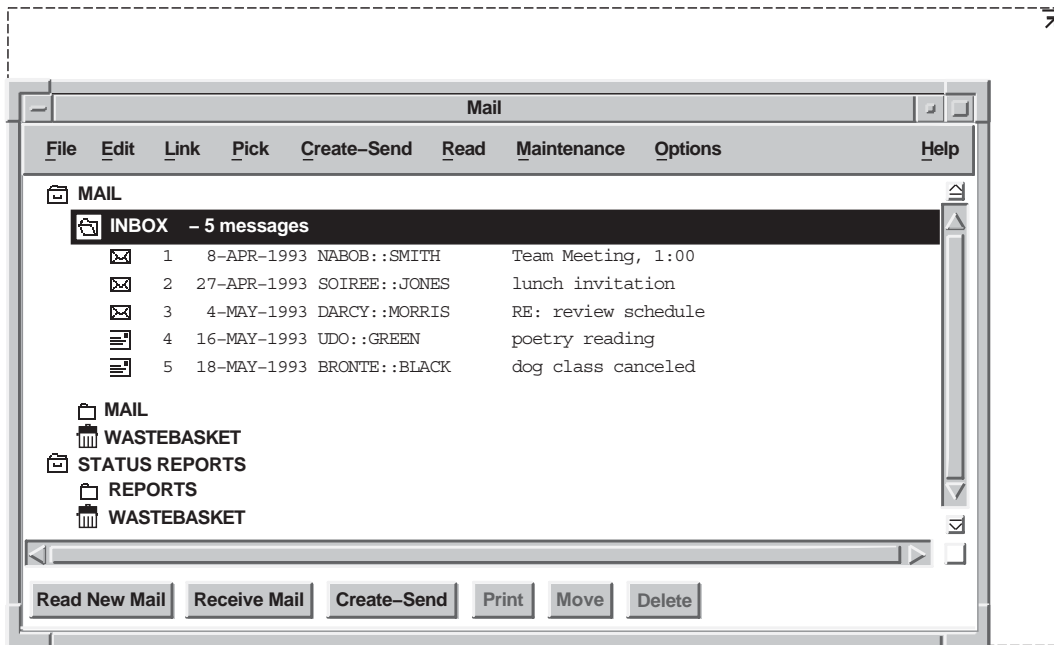 Mail
File Edit Link Pick Create–Send Read Maintenance Options Help
MAIL
INBOX – 5 messages
1 8–APR–1993 NABOB::SMITH Team Meeting, 1:00
2 27–APR–1993 SOIREE::JONES lunch invitation
3 4–MAY–1993 DARCY::MORRIS RE: review schedule
4 16–MAY–1993 UDO::GREEN poetry reading
5 18–MAY–1993 BRONTE::BLACK dog class canceled
MAIL
WASTEBASKET
STATUS REPORTS
REPORTS
WASTEBASKET
Read New Mail Receive Mail Create–Send Print Move Delete